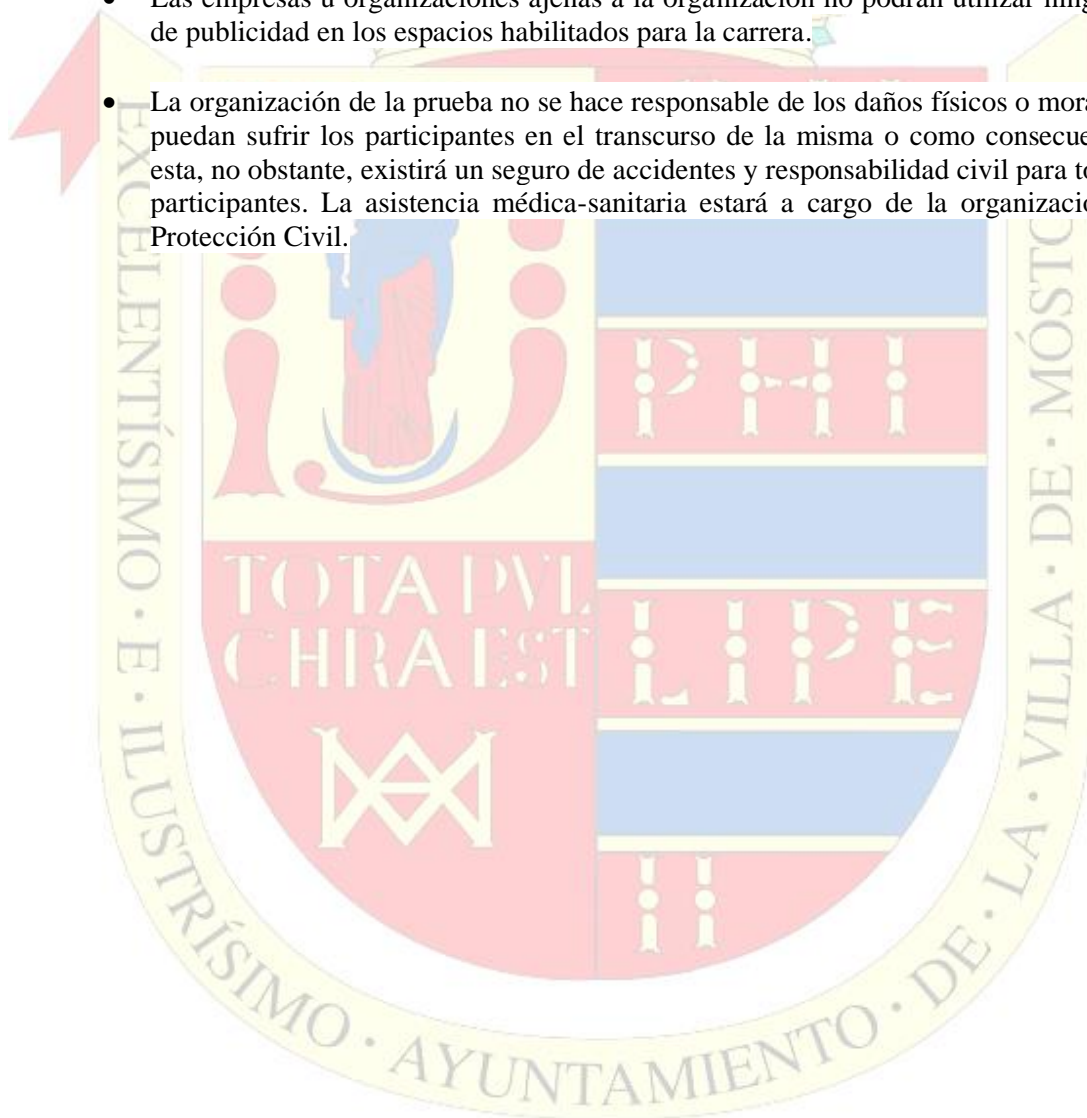 Las empresas u organizaciones ajenas a la organización no podrán utilizar
de publicidad en los espacios habilitados para la carrera.
La organización de la prueba no se hace responsable de los daños físicos o
puedan sufrir los participantes en el transcurso de la misma o como
esta, no obstante, existirá un seguro de accidentes y responsabilidad civil para
participantes. La asistencia médica-sanitaria estará a cargo de la
Protección Civil.
EXCELENTÍSIMO · E · ILUSTRÍSIMO · AYUNTAMIENTO · DE · LA · VILLA · DE ·
TOTA PVL
CHRA EST
PHI
LIPE
II